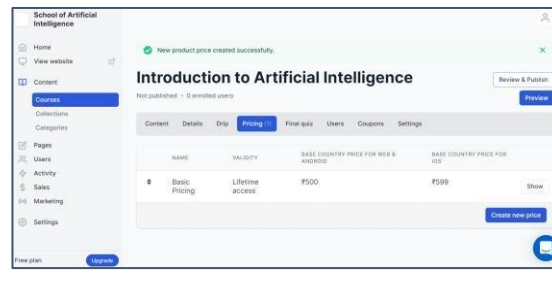 School of Artificial
Intelligence
Home
View website
Content
Courses
Collections
Categories
Pages
Users
Activity
Sales
Marketing
Settings
Free plan
Upgrade
New product price created successfully.
Introduction to Artificial Intelligence
Review & Publish
Not published • 0 enrolled users
Preview
Content Details Drip Pricing (1) Final quiz Users Coupons Settings
NAME VALIDITY BASE COUNTRY PRICE FOR WEB & BASE COUNTRY PRICE FOR
ANDROID IOS
Basic Lifetime ₹500 ₹599 Show
Pricing access
Create new price